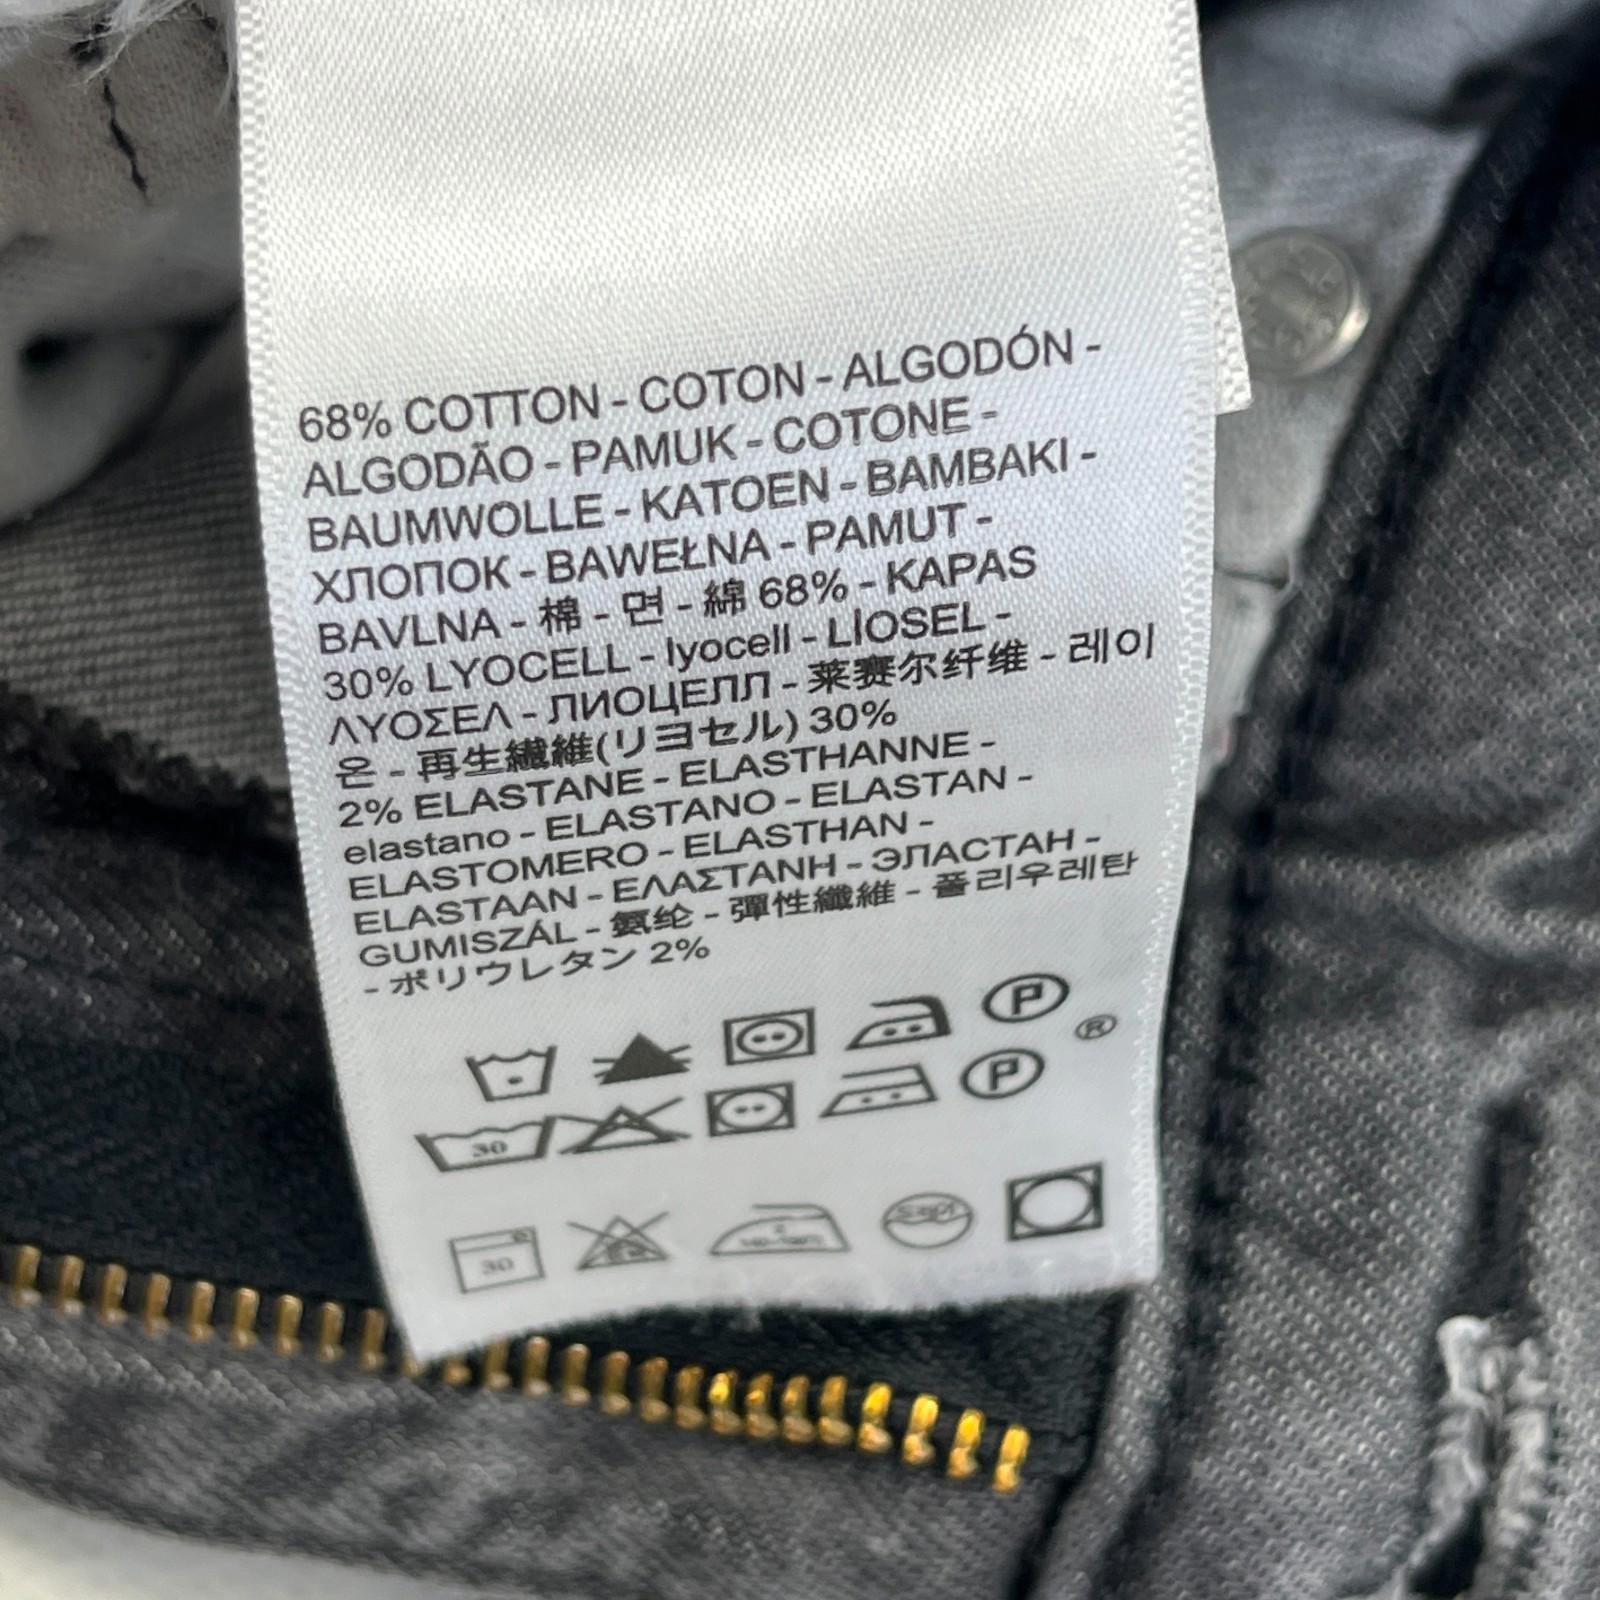 68% COTTON - COTON - ALGODÓN -
ALGODÃO - PAMUK - COTONE -
BAUMWOLLE - KATOEN - BAMBAKI -
ХЛОПОК - BAWEŁNA - PAMUT -
BAVLNA - 棉 - 면 - 綿 68% - KAPAS
30% LYOCELL - lyocell - LİOSEL -
ΛΥΟΣΕΛ - ЛИОЦЕЛЛ - 莱赛尔纤维 - 레이
온 - 再生繊維(リヨセル) 30%
2% ELASTANE - ELASTHANNE -
elastano - ELASTANO - ELASTAN -
ELASTOMERO - ELASTHAN -
ELASTAAN - ΕΛΑΣΤΑΝΗ - ЭЛАСТАН -
GUMISZÁL - 氨纶 - 彈性纖維 - 폴리우레탄
- ポリウレタン 2%
P
®
30 P
30